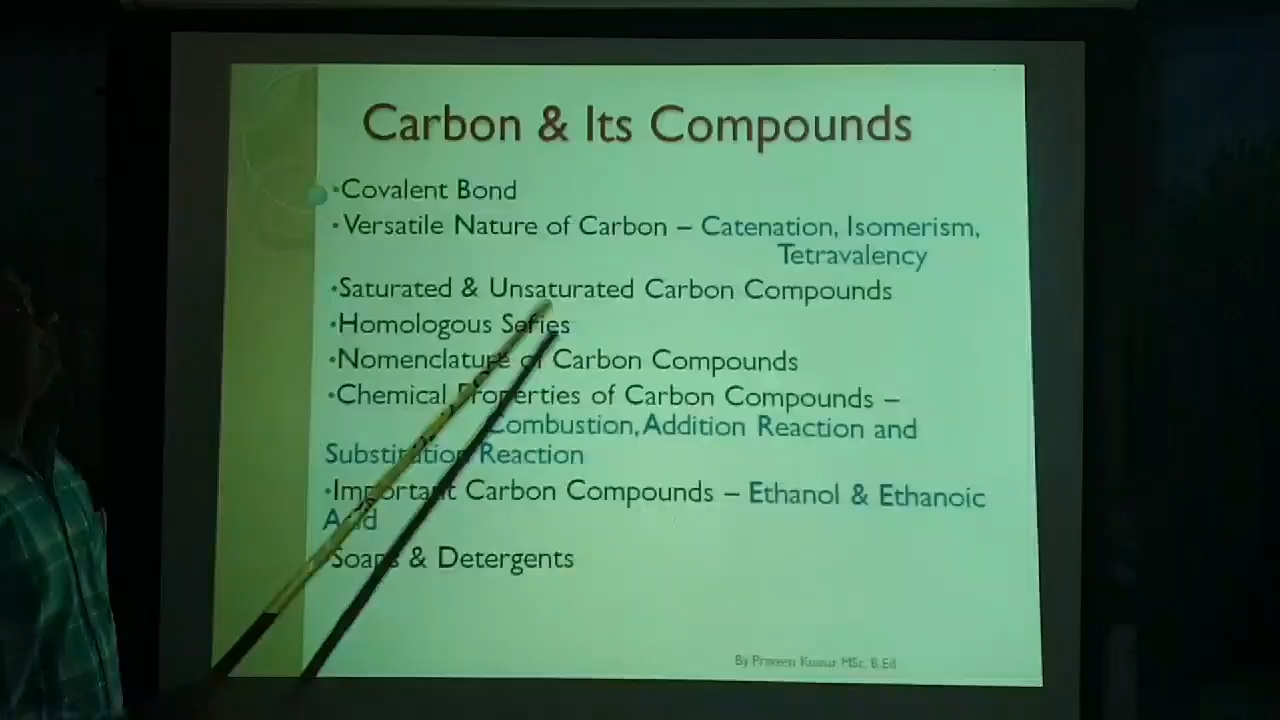 Carbon & Its Compounds
•Covalent Bond
•Versatile Nature of Carbon – Catenation, Isomerism,
Tetravalency
•Saturated & Unsaturated Carbon Compounds
•Homologous Series
•Nomenclature of Carbon Compounds
•Chemical Properties of Carbon Compounds –
Combustion, Addition Reaction and
Substitution Reaction
•Important Carbon Compounds – Ethanol & Ethanoic
Acid
Soaps & Detergents
By Praveen Kumar MSc, B.Ed